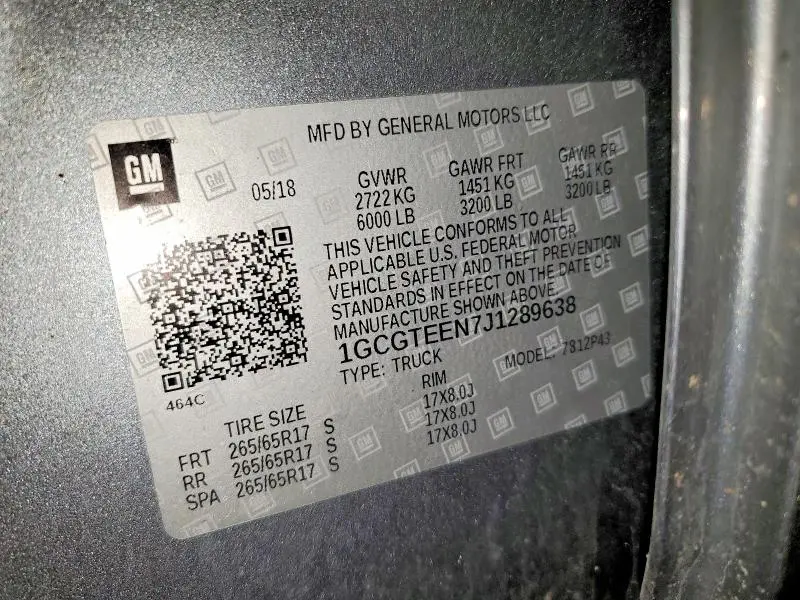 GM
MFD BY GENERAL MOTORS LLC
05/18
GVWR GAWR FRT GAWR RR
2722 KG 1451 KG 1451 KG
6000 LB 3200 LB 3200 LB
THIS VEHICLE CONFORMS TO ALL
APPLICABLE U.S. FEDERAL MOTOR
VEHICLE SAFETY AND THEFT PREVENTION
STANDARDS IN EFFECT ON THE DATE OF
MANUFACTURE SHOWN ABOVE.
1GCGTEEN7J1289638
TYPE: TRUCK MODEL: 7812P43
464C
TIRE SIZE RIM
FRT 265/65R17 S 17X8.0J
RR 265/65R17 S 17X8.0J
SPA 265/65R17 S 17X8.0J